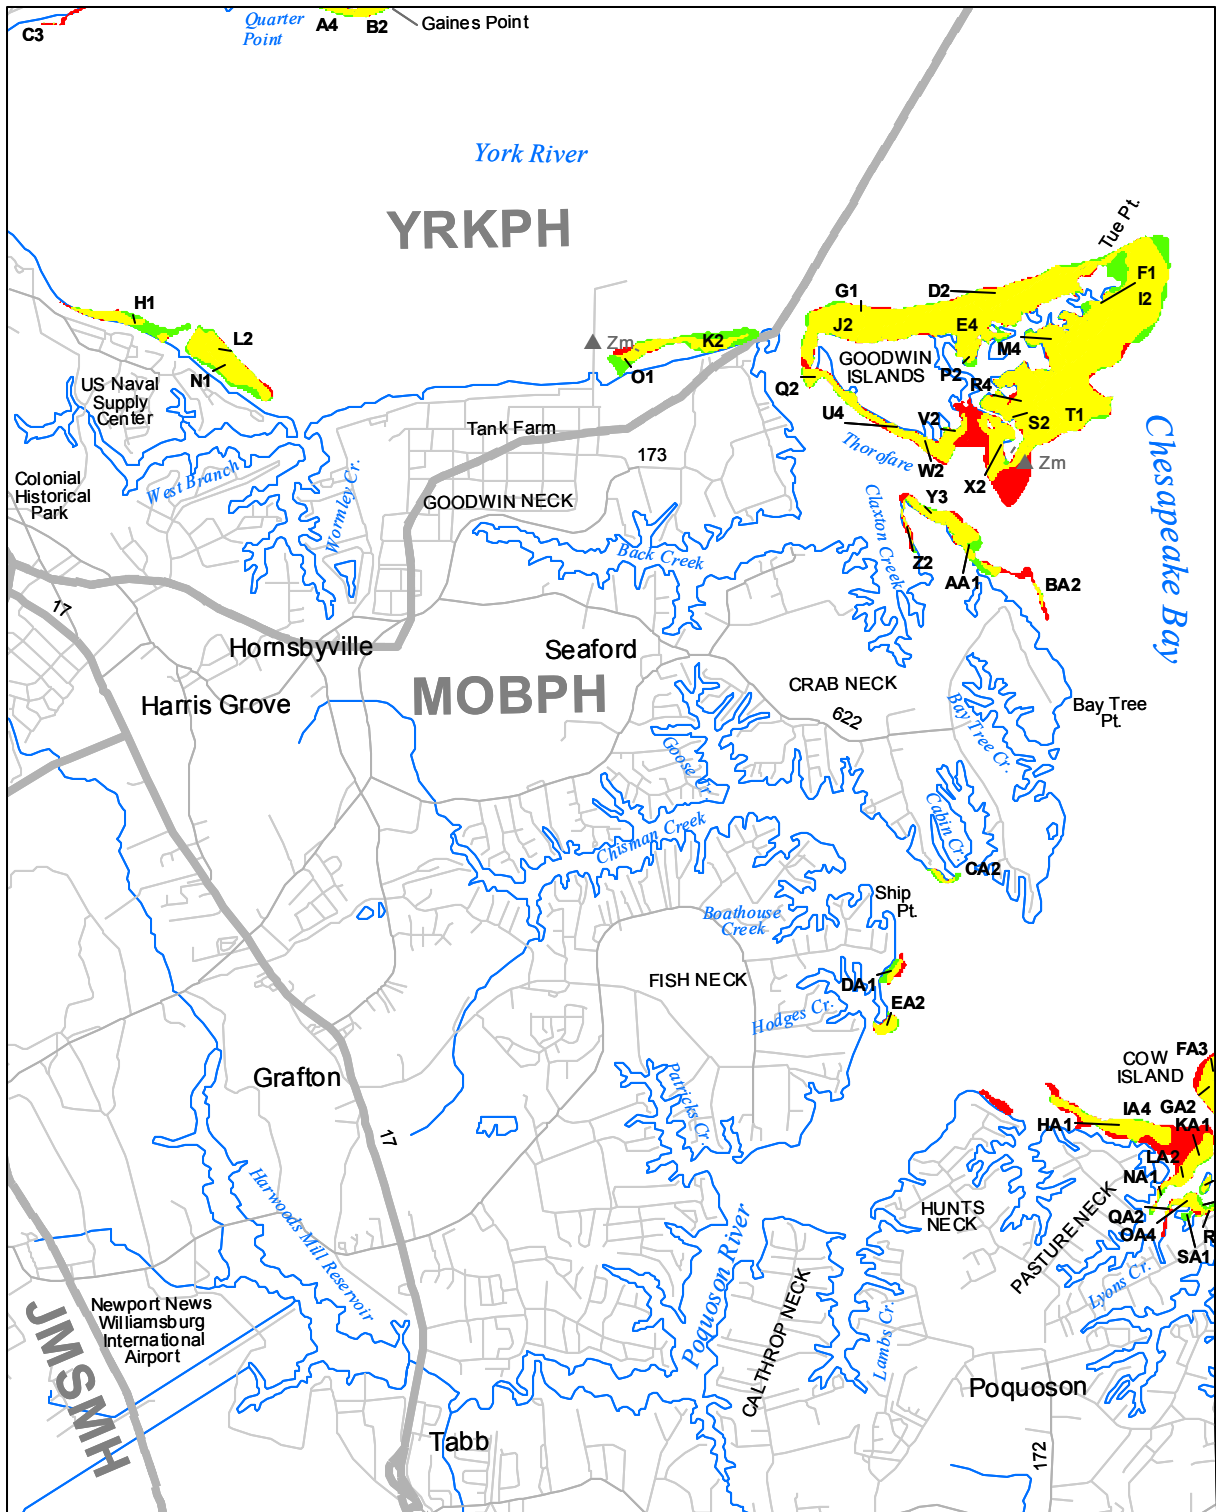 C3
Quarter
Point
A4
B2
Gaines Point
York River
YRKPH
Tue Pt.
H1
L2
N1
US Naval
Supply
Center
Zm
K2
O1
G1
D2
F1
I2
J2
E4
M4
GOODWIN
ISLANDS
P2
Q2
R4
U4
V2
S2
T1
Thorofare
W2
X2
Zm
Tank Farm
173
Colonial
Historical
Park
West Branch
Wormley Cr.
GOODWIN NECK
Y3
Claxton Creek
Z2
AA1
BA2
Chesapeake Bay
Back Creek
17
Hornsbyville
Seaford
Harris Grove
MOBPH
CRAB NECK
622
Bay Tree
Pt.
Bay Tree Cr.
Goose Cr.
Chisman Creek
Cabin Cr.
CA2
Ship
Pt.
Boathouse
Creek
FISH NECK
DA1
EA2
Hodges Cr.
Grafton
Patricks Cr.
17
COW
ISLAND
FA3
IA4
GA2
HA1
KA1
LA2
NA1
QA2
OA4
R
SA1
HUNTS
NECK
PASTURE NECK
Lyons Cr.
Harwoods Mill Reservoir
Poquoson River
CALTHROP NECK
Lambs Cr.
JMSMH
Newport News
Williamsburg
International
Airport
Poquoson
Tabb
172